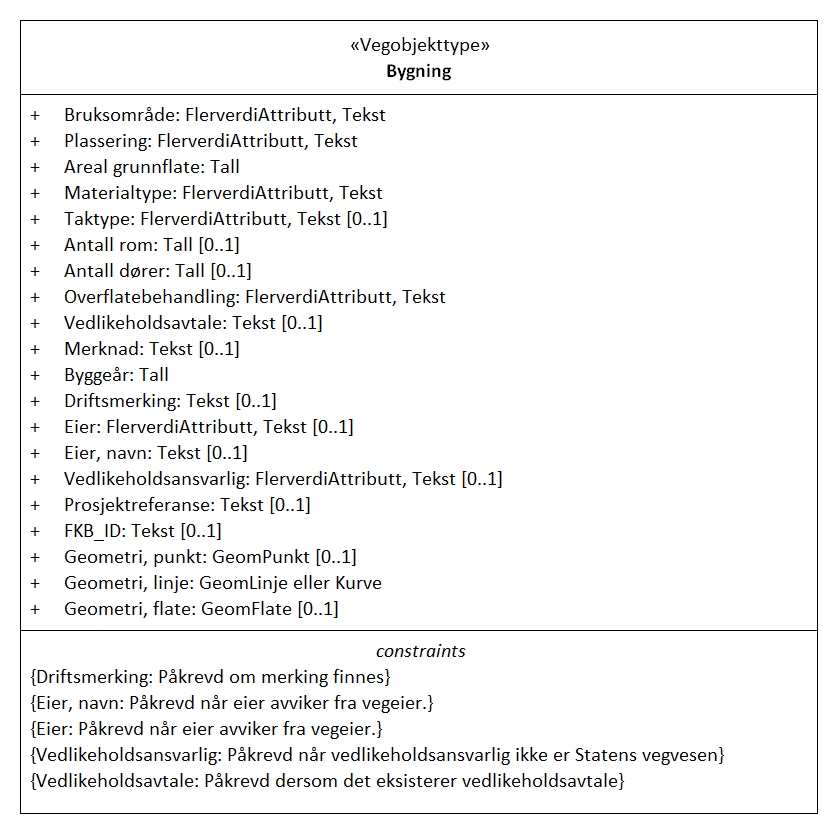 «Vegobjekttype»
Bygning
+ Bruksområde: FlerverdiAttributt, Tekst
+ Plassering: FlerverdiAttributt, Tekst
+ Areal grunnflate: Tall
+ Materialtype: FlerverdiAttributt, Tekst
+ Taktype: FlerverdiAttributt, Tekst [0..1]
+ Antall rom: Tall [0..1]
+ Antall dører: Tall [0..1]
+ Overflatebehandling: FlerverdiAttributt, Tekst
+ Vedlikeholdsavtale: Tekst [0..1]
+ Merknad: Tekst [0..1]
+ Byggeår: Tall
+ Driftsmerking: Tekst [0..1]
+ Eier: FlerverdiAttributt, Tekst [0..1]
+ Eier, navn: Tekst [0..1]
+ Vedlikeholdsansvarlig: FlerverdiAttributt, Tekst [0..1]
+ Prosjektreferanse: Tekst [0..1]
+ FKB_ID: Tekst [0..1]
+ Geometri, punkt: GeomPunkt [0..1]
+ Geometri, linje: GeomLinje eller Kurve
+ Geometri, flate: GeomFlate [0..1]
constraints
{Driftsmerking: Påkrevd om merking finnes}
{Eier, navn: Påkrevd når eier avviker fra vegeier.}
{Eier: Påkrevd når eier avviker fra vegeier.}
{Vedlikeholdsansvarlig: Påkrevd når vedlikeholdsansvarlig ikke er Statens vegvesen}
{Vedlikeholdsavtale: Påkrevd dersom det eksisterer vedlikeholdsavtale}